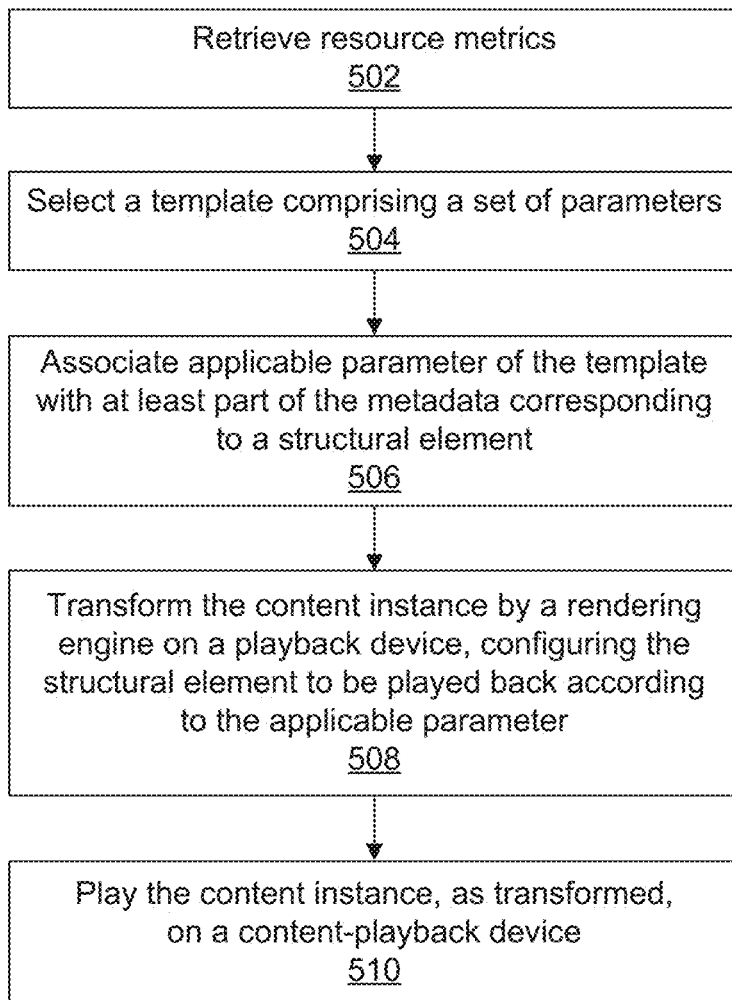 Retrieve resource metrics
502
Select a template comprising a set of parameters
504
Associate applicable parameter of the template
with at least part of the metadata corresponding
to a structural element
506
Transform the content instance by a rendering
engine on a playback device, configuring the
structural element to be played back according
to the applicable parameter
508
Play the content instance, as transformed,
on a content-playback device
510